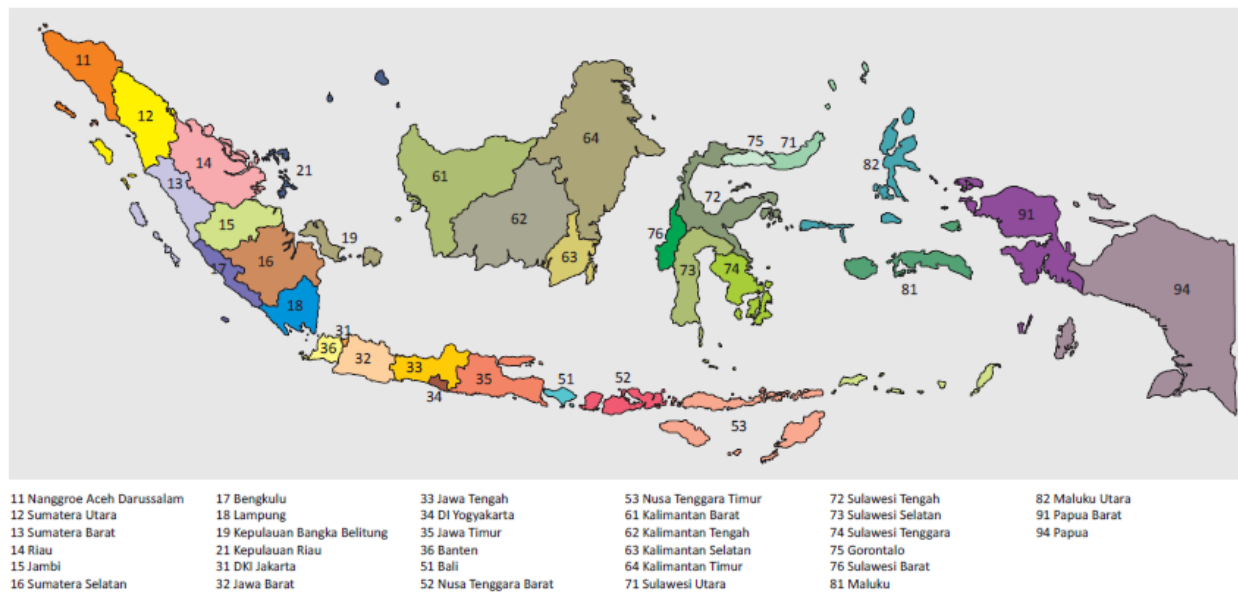 11
12
14
21
13
15
19
16
17
18
61
64
62
63
75
71
82
72
76
73
74
91
81
94
31
36
32
33
35
34
51
52
53
11 Nanggroe Aceh Darussalam
12 Sumatera Utara
13 Sumatera Barat
14 Riau
15 Jambi
16 Sumatera Selatan
17 Bengkulu
18 Lampung
19 Kepulauan Bangka Belitung
21 Kepulauan Riau
31 DKI Jakarta
32 Jawa Barat
33 Jawa Tengah
34 DI Yogyakarta
35 Jawa Timur
36 Banten
51 Bali
52 Nusa Tenggara Barat
53 Nusa Tenggara Timur
61 Kalimantan Barat
62 Kalimantan Tengah
63 Kalimantan Selatan
64 Kalimantan Timur
71 Sulawesi Utara
72 Sulawesi Tengah
73 Sulawesi Selatan
74 Sulawesi Tenggara
75 Gorontalo
76 Sulawesi Barat
81 Maluku
82 Maluku Utara
91 Papua Barat
94 Papua